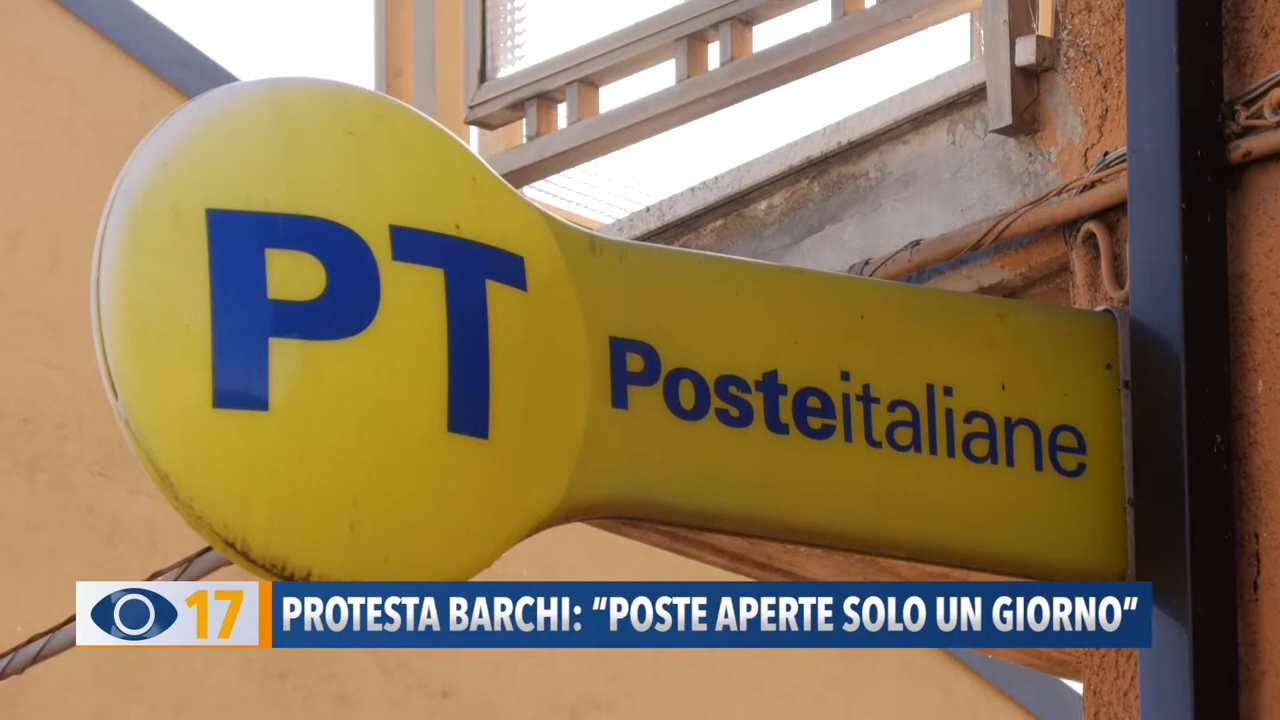 PT
Posteitaliane
17
PROTESTA BARCHI: “POSTE APERTE SOLO UN GIORNO”